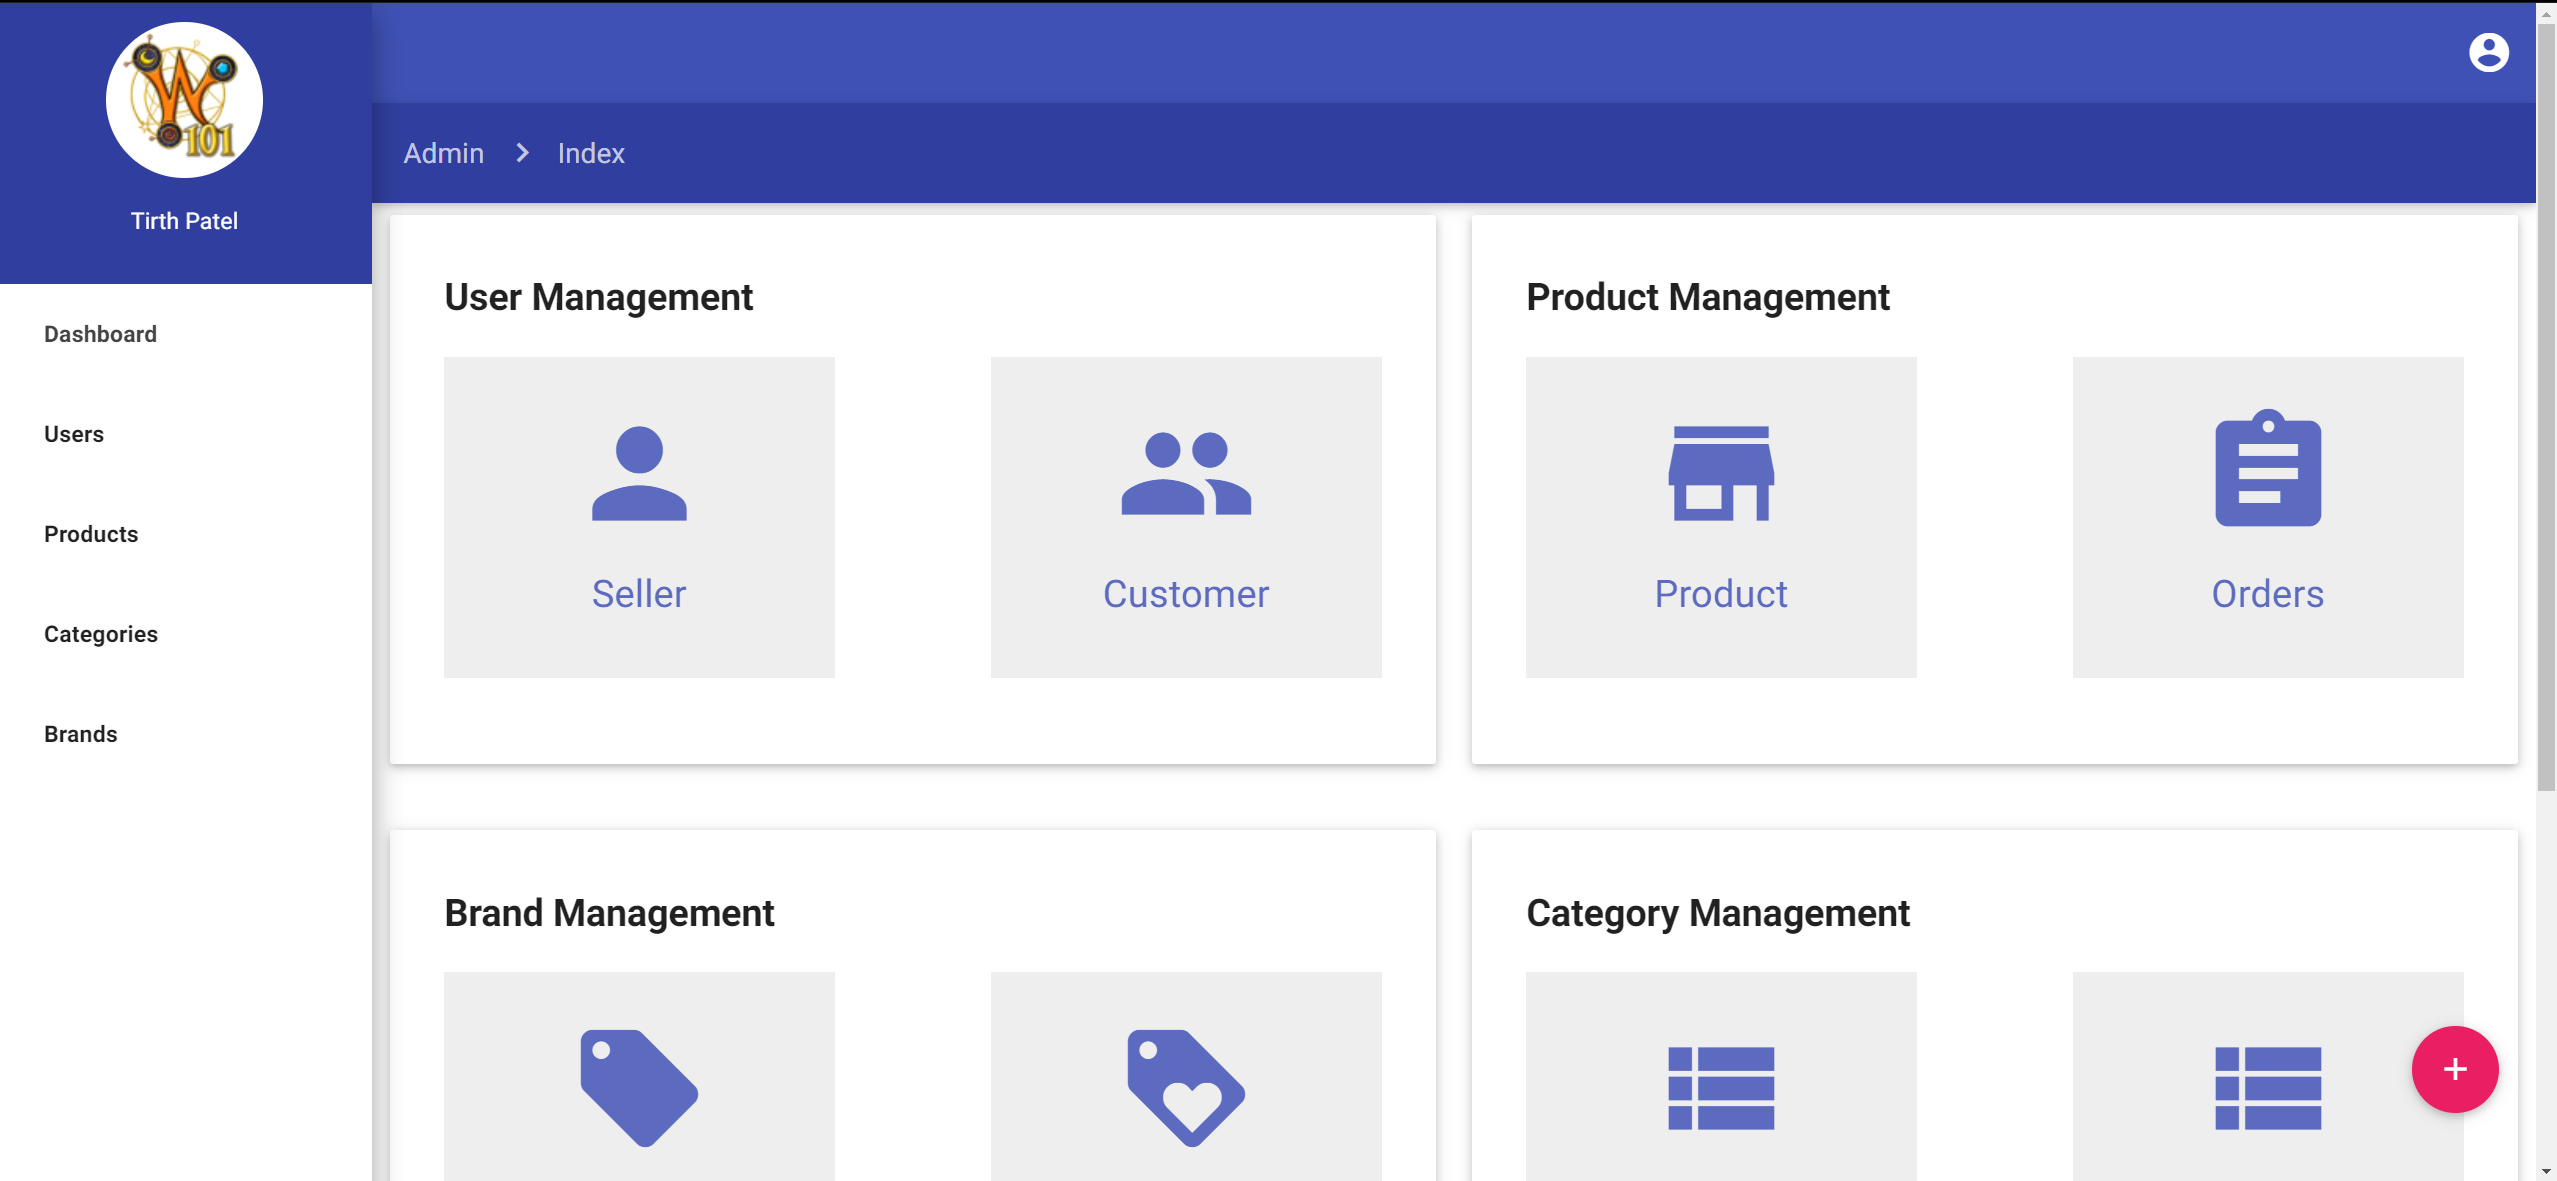 W
101
Tirth Patel
Dashboard
Users
Products
Categories
Brands
Admin
Index
User Management
Seller
Customer
Product Management
Product
Orders
Brand Management
Category Management